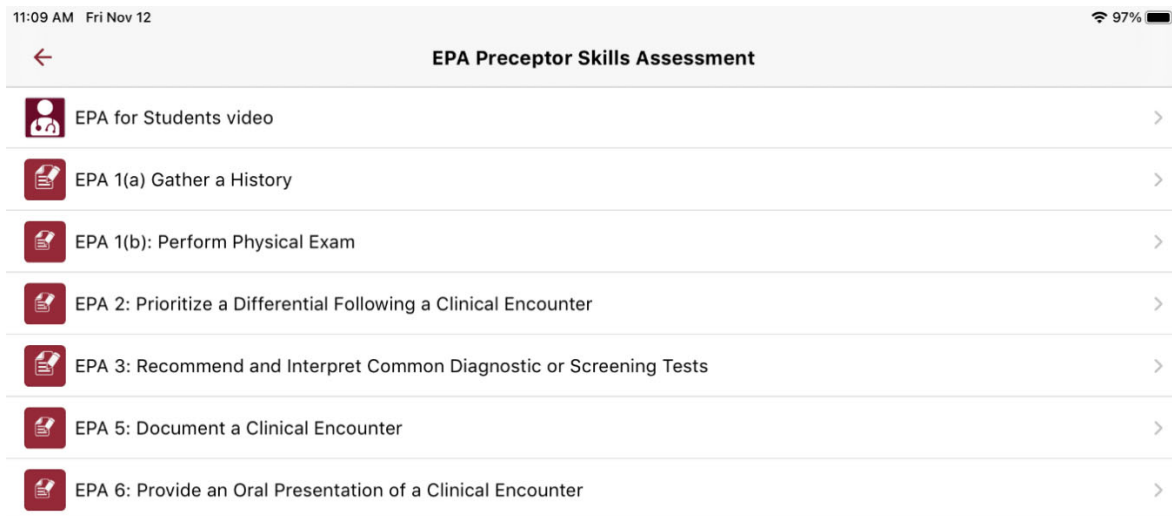 11:09 AM Fri Nov 12 97%
EPA Preceptor Skills Assessment
EPA for Students video
EPA 1(a) Gather a History
EPA 1(b): Perform Physical Exam
EPA 2: Prioritize a Differential Following a Clinical Encounter
EPA 3: Recommend and Interpret Common Diagnostic or Screening Tests
EPA 5: Document a Clinical Encounter
EPA 6: Provide an Oral Presentation of a Clinical Encounter